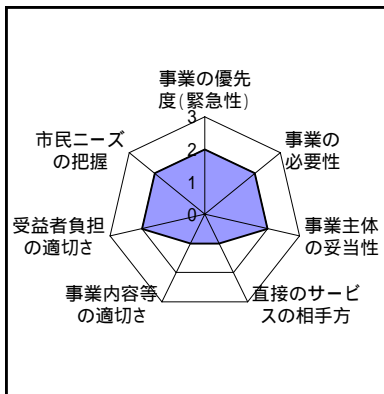 事業の優先
度(緊急性)
事業の
必要性
事業主体
の妥当性
直接のサービ
スの相手方
事業内容等
の適切さ
受益者負担
の適切さ
市民ニーズ
の把握
3
2
1
0